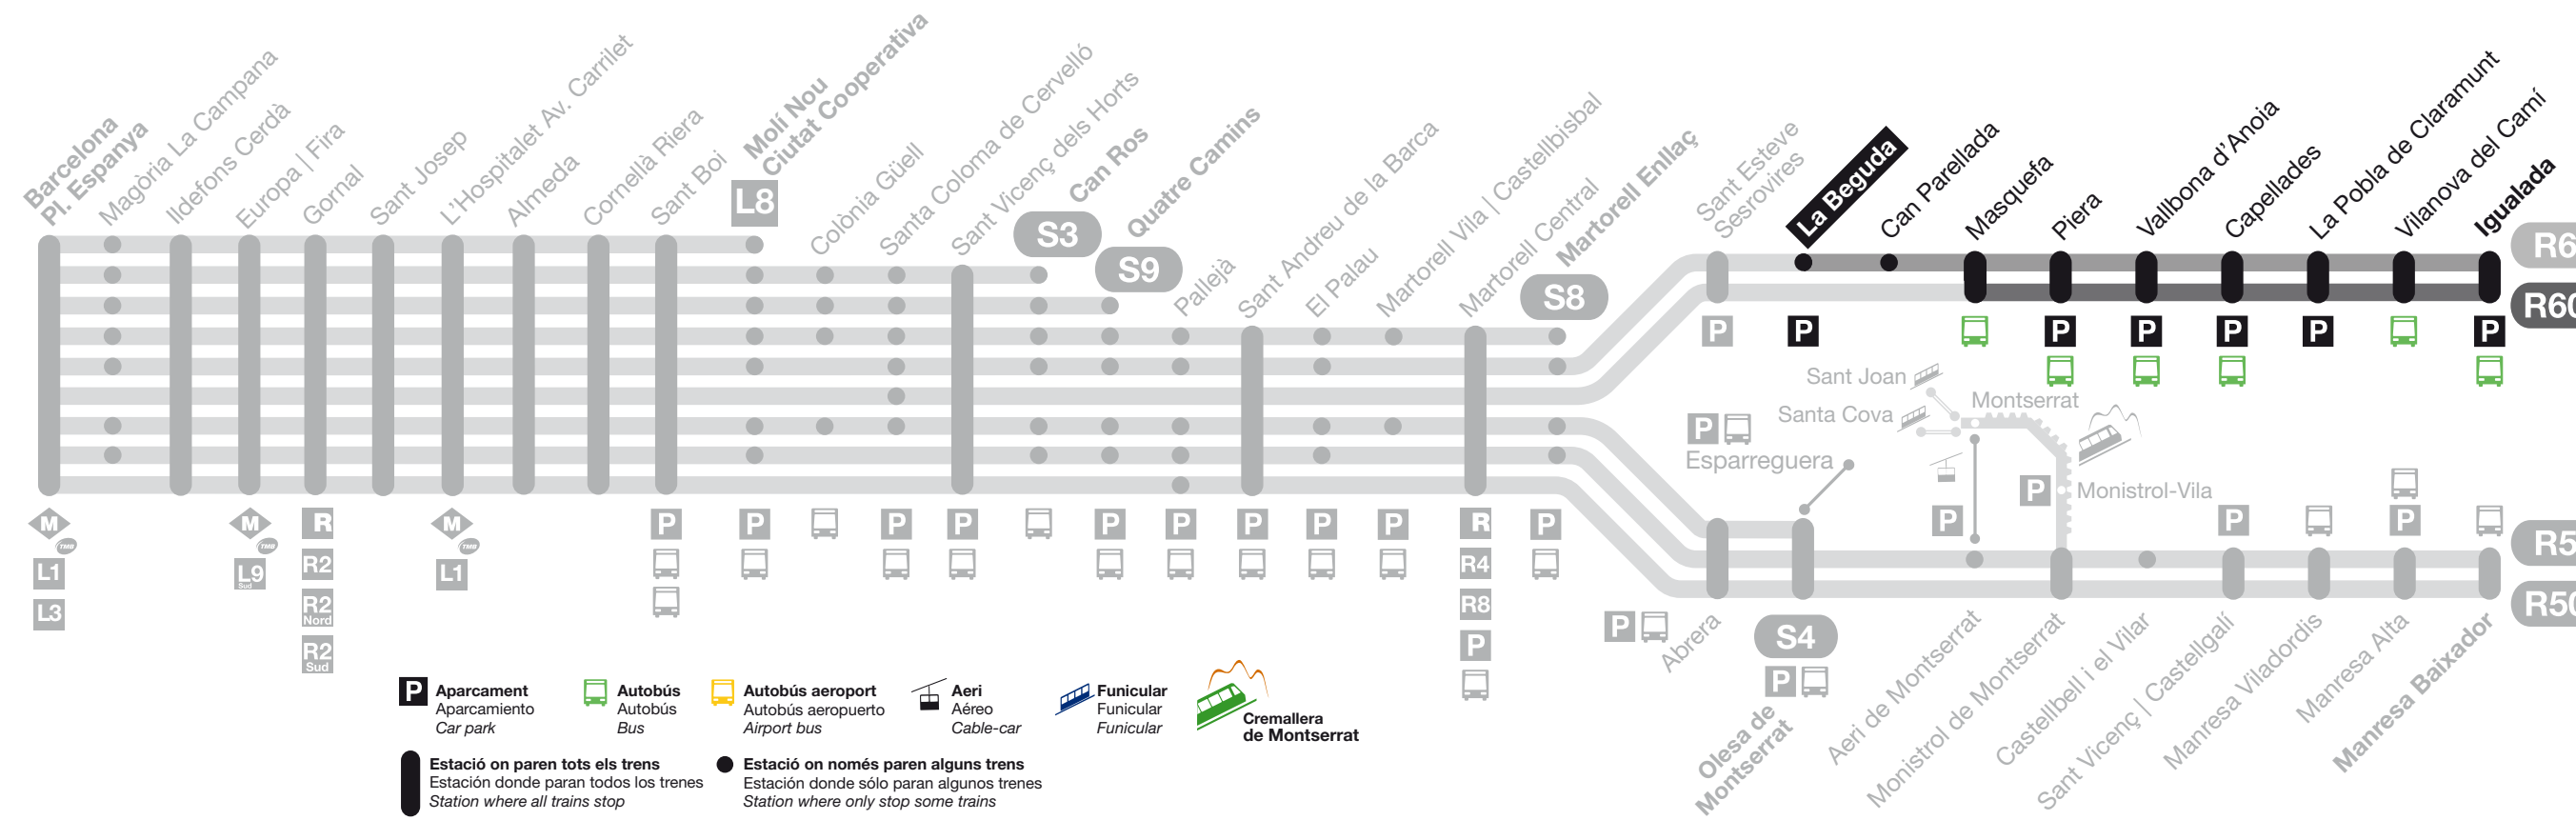 Barcelona
Pl. Espanya
Magòria La Campana
Ildefons Cerdà
Europa | Fira
Gornal
Sant Josep
L'Hospitalet Av. Carrilet
Almeda
Cornellà Riera
Sant Boi
Molí Nou
Ciutat Cooperativa
L8
Colònia Güell
Santa Coloma de Cervelló
Sant Vicenç dels Horts
Can Ros
S3
Quatre Camins
S9
Pallejà
Sant Andreu de la Barca
El Palau
Martorell Vila | Castellbisbal
Martorell Central
Martorell Enllaç
S8
Sant Esteve
Sesrovires
La Beguda
Can Parellada
Masquefa
Piera
Vallbona d'Anoia
Capellades
La Pobla de Claramunt
Vilanova del Camí
Igualada
R6
R60
P
P
P
P
P
P
P
Sant Joan
Santa Cova
Montserrat
P
Esparreguera
P
P
Monistrol-Vila
P
P
R5
R50
M
TMB
L1
L3
M
TMB
L9
Sud
R
R2
R2
Nord
R2
Sud
M
TMB
L1
P
P
P
P
P
P
P
P
P
R
R4
R8
P
P
P
Abrera
S4
P
Olesa de
Montserrat
Aeri de Montserrat
Monistrol de Montserrat
Castellbell i el Vilar
Sant Vicenç | Castellgalí
Manresa Viladordis
Manresa Alta
Manresa Baixador
P
Aparcament
Aparcamiento
Car park
Autobús
Autobús
Bus
Autobús aeroport
Autobús aeropuerto
Airport bus
Aeri
Aéreo
Cable-car
Funicular
Funicular
Funicular
Cremallera
de Montserrat
Estació on paren tots els trens
Estación donde paran todos los trenes
Station where all trains stop
Estació on només paren alguns trens
Estación donde sólo paran algunos trenes
Station where only stop some trains